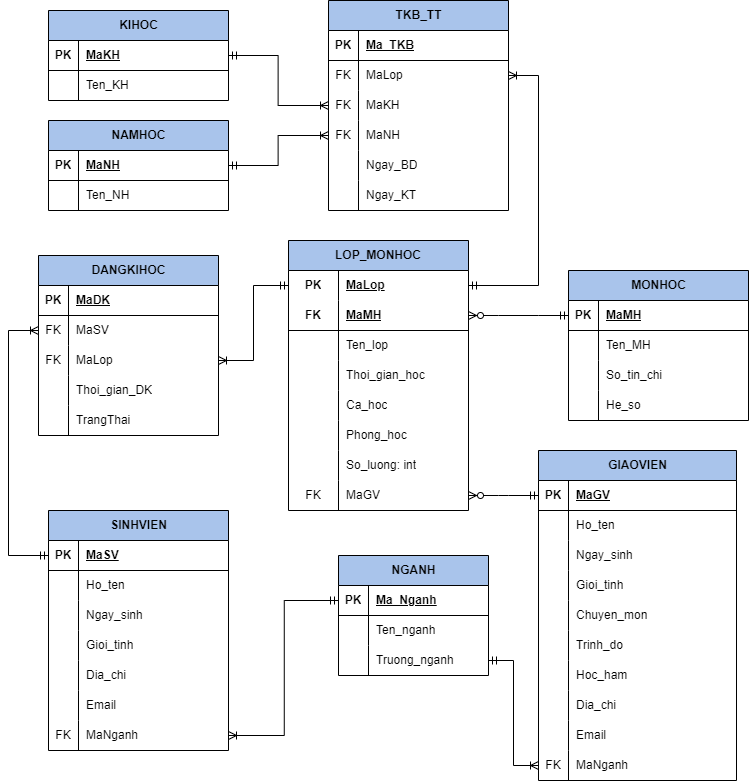 KIHOC
PK MaKH
Ten_KH
NAMHOC
PK MaNH
Ten_NH
TKB_TT
PK Ma_TKB
FK MaLop
FK MaKH
FK MaNH
Ngay_BD
Ngay_KT
DANGKIHOC
PK MaDK
FK MaSV
FK MaLop
Thoi_gian_DK
TrangThai
LOP_MONHOC
PK MaLop
FK MaMH
Ten_lop
Thoi_gian_hoc
Ca_hoc
Phong_hoc
So_luong: int
FK MaGV
MONHOC
PK MaMH
Ten_MH
So_tin_chi
He_so
SINHVIEN
PK MaSV
Ho_ten
Ngay_sinh
Gioi_tinh
Dia_chi
Email
FK MaNganh
NGANH
PK Ma_Nganh
Ten_nganh
Truong_nganh
GIAOVIEN
PK MaGV
Ho_ten
Ngay_sinh
Gioi_tinh
Chuyen_mon
Trinh_do
Hoc_ham
Dia_chi
Email
FK MaNganh